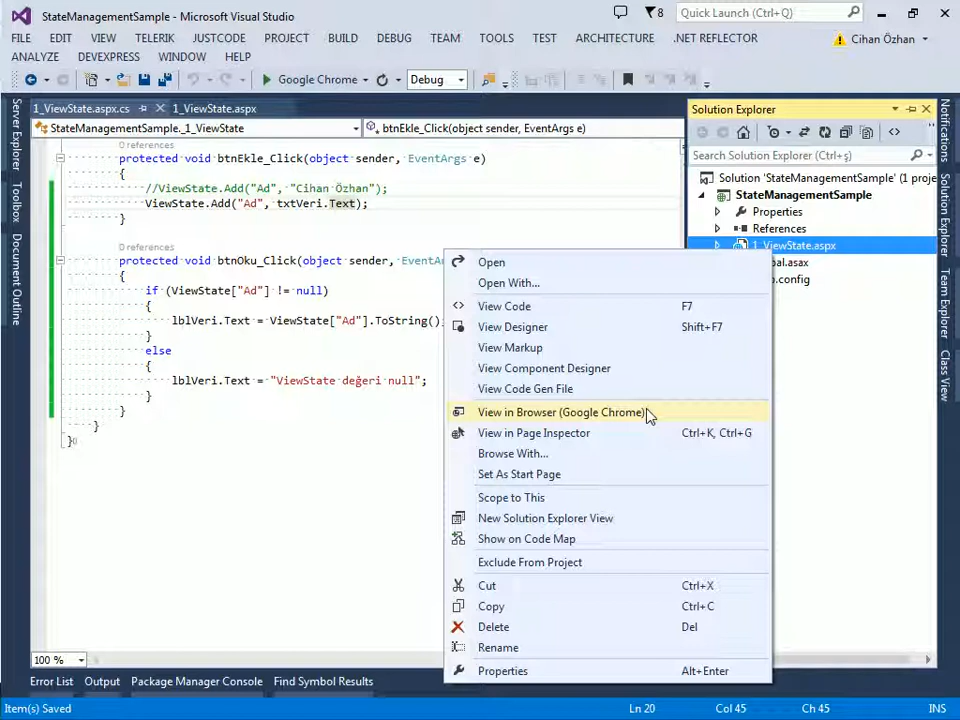 StateManagementSample - Microsoft Visual Studio
8
Quick Launch (Ctrl+Q)
FILE EDIT VIEW TELERIK JUSTCODE PROJECT BUILD DEBUG TEAM TOOLS TEST ARCHITECTURE .NET REFLECTOR Cihan Özhan
ANALYZE DEVEXPRESS WINDOW HELP
Google Chrome Debug
1_ViewState.aspx.cs 1_ViewState.aspx
StateManagementSample._1_ViewState btnEkle_Click(object sender, EventArgs e)
0 references
protected void btnEkle_Click(object sender, EventArgs e)
{
//ViewState.Add("Ad", "Cihan Özhan");
ViewState.Add("Ad", txtVeri.Text);
}
0 references
protected void btnOku_Click(object sender, EventAr
{
if (ViewState["Ad"] != null)
{
lblVeri.Text = ViewState["Ad"].ToString();
}
else
{
lblVeri.Text = "ViewState değeri null";
}
}
}
}
100 %
Server Explorer
Toolbox
Document Outline
Open
Open With...
View Code F7
View Designer Shift+F7
View Markup
View Component Designer
View Code Gen File
View in Browser (Google Chrome)
View in Page Inspector Ctrl+K, Ctrl+G
Browse With...
Set As Start Page
Scope to This
New Solution Explorer View
Show on Code Map
Exclude From Project
Cut Ctrl+X
Copy Ctrl+C
Delete Del
Rename
Properties Alt+Enter
Solution Explorer
Search Solution Explorer (Ctrl+ş)
Solution 'StateManagementSample' (1 proje
StateManagementSample
Properties
References
1_ViewState.aspx
bal.asax
.config
Notifications
Solution Explorer
Team Explorer
Class View
Error List Output Package Manager Console Find Symbol Results
Item(s) Saved Ln 20 Col 45 Ch 45 INS